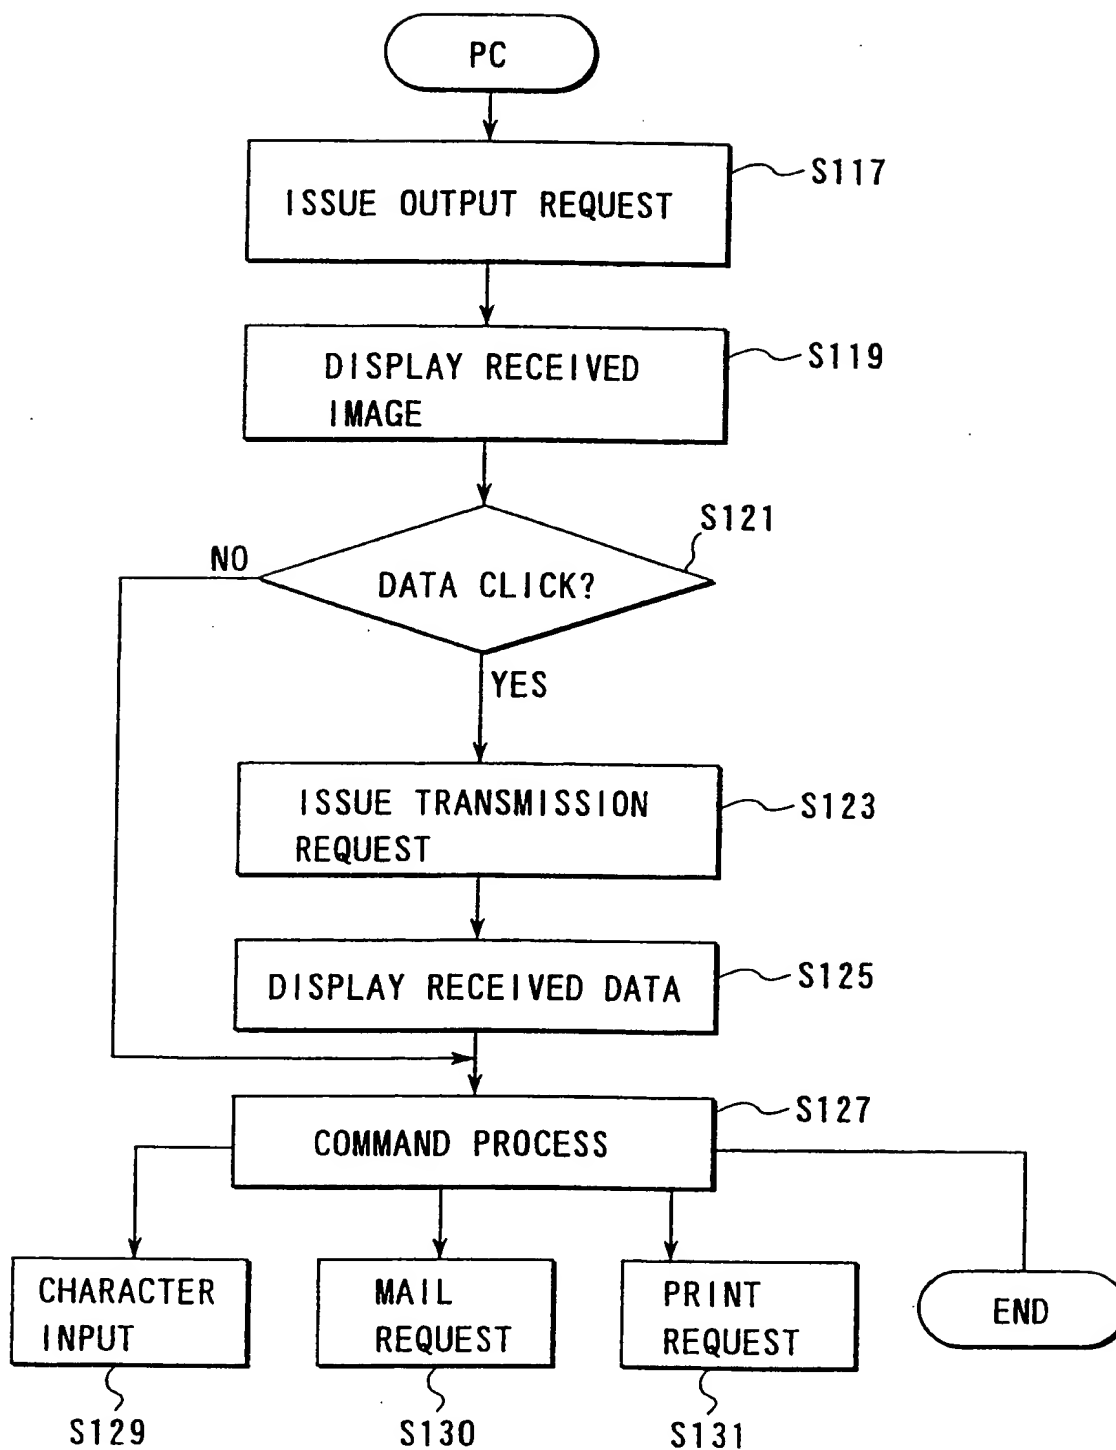 PC
ISSUE OUTPUT REQUEST
S117
DISPLAY RECEIVED
IMAGE
S119
S121
NO
DATA CLICK?
YES
ISSUE TRANSMISSION
REQUEST
S123
DISPLAY RECEIVED DATA
S125
COMMAND PROCESS
S127
CHARACTER
INPUT
MAIL
REQUEST
PRINT
REQUEST
END
S129
S130
S131